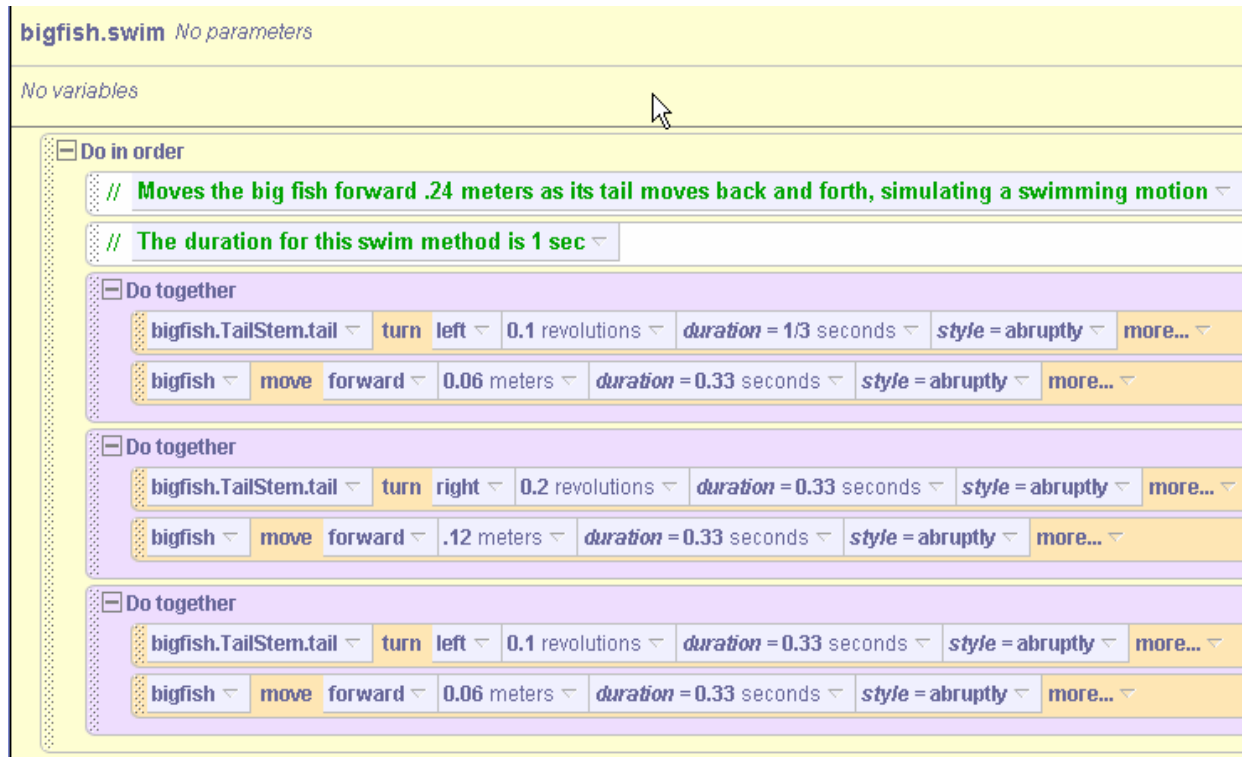 bigfish.swim No parameters
No variables
Do in order
// Moves the big fish forward .24 meters as its tail moves back and forth, simulating a swimming motion
// The duration for this swim method is 1 sec
Do together
bigfish.TailStem.tail turn left 0.1 revolutions duration = 1/3 seconds style = abruptly more...
bigfish move forward 0.06 meters duration = 0.33 seconds style = abruptly more...
Do together
bigfish.TailStem.tail turn right 0.2 revolutions duration = 0.33 seconds style = abruptly more...
bigfish move forward .12 meters duration = 0.33 seconds style = abruptly more...
Do together
bigfish.TailStem.tail turn left 0.1 revolutions duration = 0.33 seconds style = abruptly more...
bigfish move forward 0.06 meters duration = 0.33 seconds style = abruptly more...